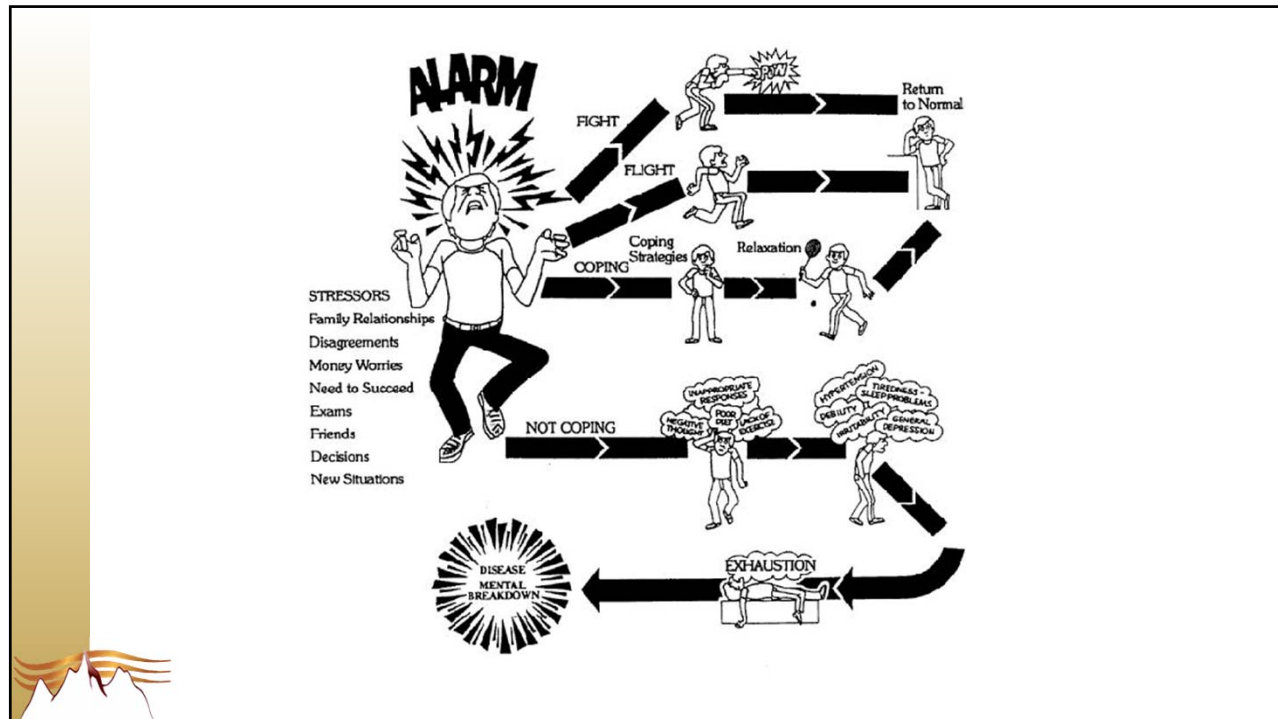 ALARM
FIGHT
POW
Return
to Normal
FLIGHT
COPING
Coping
Strategies
Relaxation
STRESSORS
Family Relationships
Disagreements
Money Worries
Need to Succeed
Exams
Friends
Decisions
New Situations
NOT COPING
INAPPROPRIATE
RESPONSES
NEGATIVE
THOUGHT
POOR
DIET
LACK OF
EXERCISE
HYPERTENSION
TIREDNESS -
SLEEP PROBLEMS
DEBILITY
IRRITABILITY
GENERAL
DEPRESSION
EXHAUSTION
DISEASE
MENTAL
BREAKDOWN